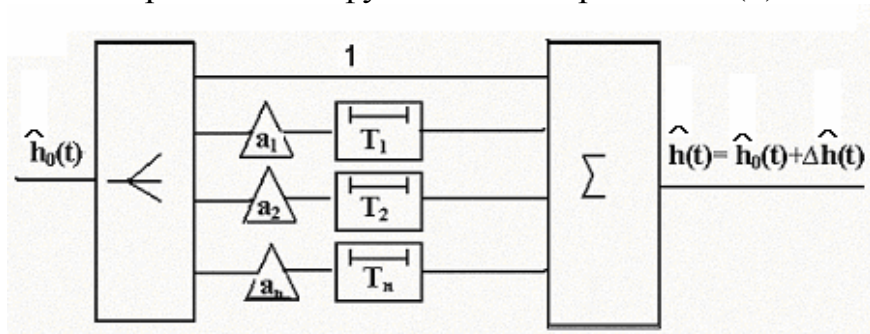 1
ĥ₀(t)
a₁ T₁
a₂ T₂
aₙ Tₙ
∑
ĥ(t)= ĥ₀(t)+Δĥ(t)